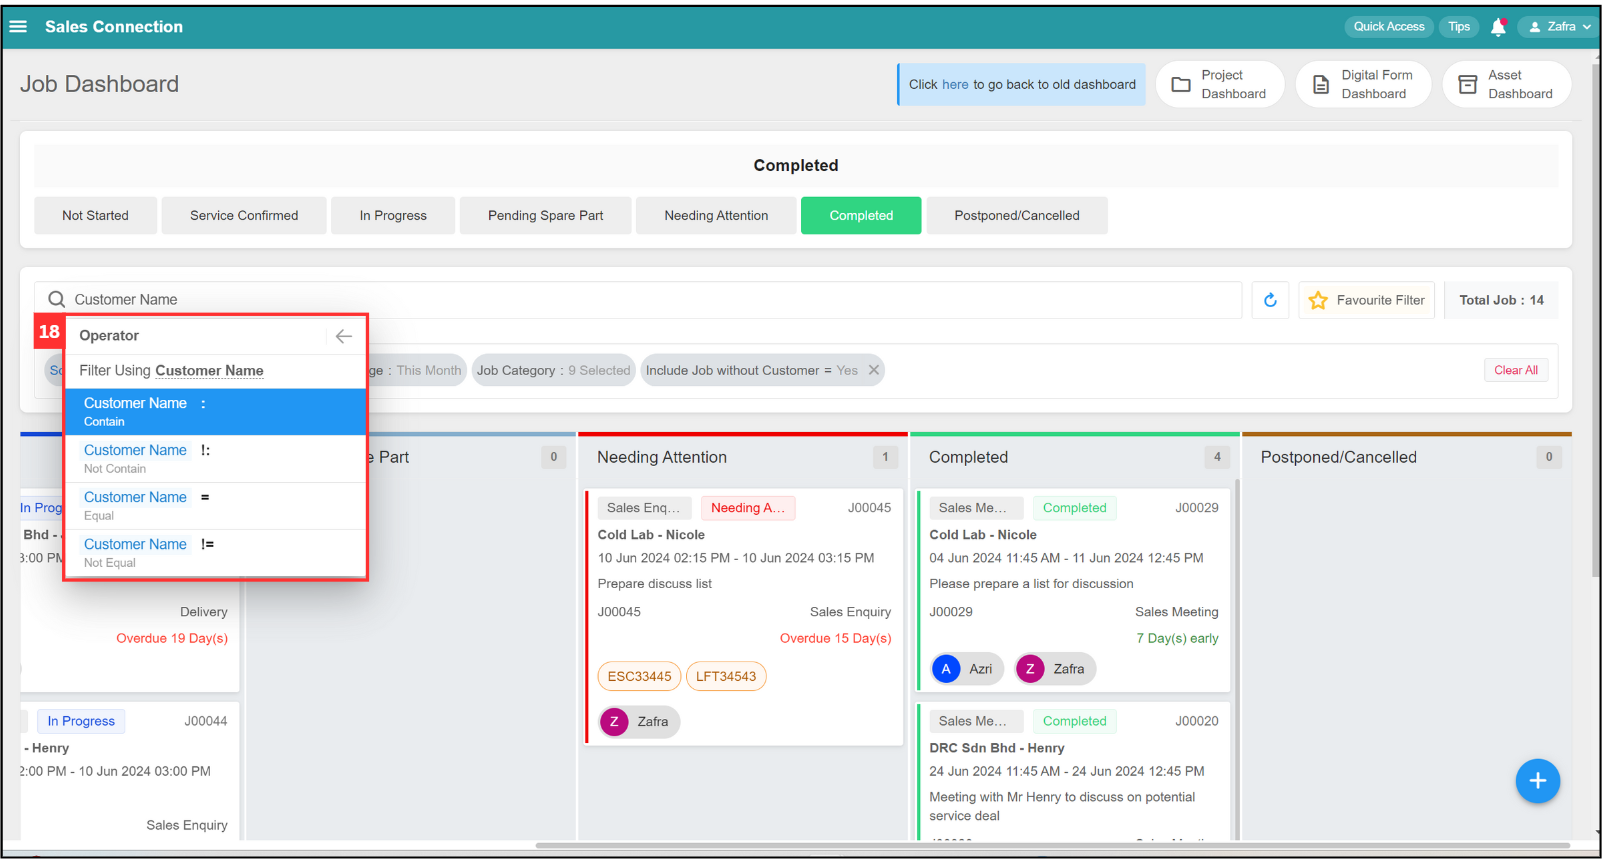 Sales Connection
Quick Access
Tips
Zafra
Job Dashboard
Click here to go back to old dashboard
Project
Dashboard
Digital Form
Dashboard
Asset
Dashboard
Completed
Not Started
Service Confirmed
In Progress
Pending Spare Part
Needing Attention
Completed
Postponed/Cancelled
Customer Name
Favourite Filter
Total Job : 14
18
Operator
Filter Using Customer Name
Customer Name :
Contain
Customer Name !:
Not Contain
Customer Name =
Equal
Customer Name !=
Not Equal
ge : This Month
Job Category : 9 Selected
Include Job without Customer = Yes
Clear All
e Part
0
Needing Attention
1
Completed
4
Postponed/Cancelled
0
In Prog
Bhd -
3:00 PM
Delivery
Overdue 19 Day(s)
In Progress
J00044
- Henry
2:00 PM - 10 Jun 2024 03:00 PM
Sales Enquiry
Sales Enq...
Needing A...
J00045
Cold Lab - Nicole
10 Jun 2024 02:15 PM - 10 Jun 2024 03:15 PM
Prepare discuss list
J00045
Sales Enquiry
Overdue 15 Day(s)
ESC33445
LFT34543
Z
Zafra
Sales Me...
Completed
J00029
Cold Lab - Nicole
04 Jun 2024 11:45 AM - 11 Jun 2024 12:45 PM
Please prepare a list for discussion
J00029
Sales Meeting
7 Day(s) early
A
Azri
Z
Zafra
Sales Me...
Completed
J00020
DRC Sdn Bhd - Henry
24 Jun 2024 11:45 AM - 24 Jun 2024 12:45 PM
Meeting with Mr Henry to discuss on potential
service deal